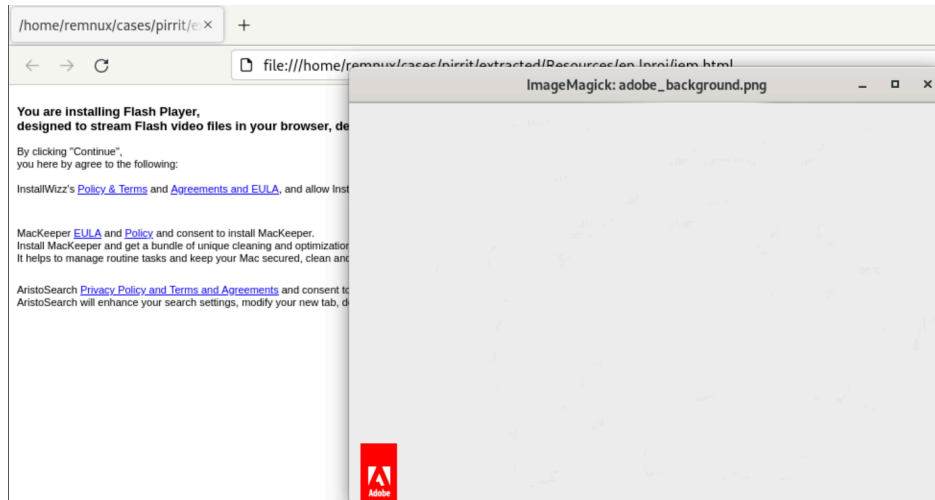 /home/remnux/cases/pirrit/e
file:///home/remnux/cases/pirrit/extracted/Resources/en.lproj/iem.html
ImageMagick: adobe_background.png
You are installing Flash Player,
designed to stream Flash video files in your browser, de
By clicking "Continue",
you here by agree to the following:
InstallWizz's Policy & Terms and Agreements and EULA, and allow Inst
MacKeeper EULA and Policy and consent to install MacKeeper.
Install MacKeeper and get a bundle of unique cleaning and optimization
It helps to manage routine tasks and keep your Mac secured, clean and
AristoSearch Privacy Policy and Terms and Agreements and consent to
AristoSearch will enhance your search settings, modify your new tab, d
Adobe